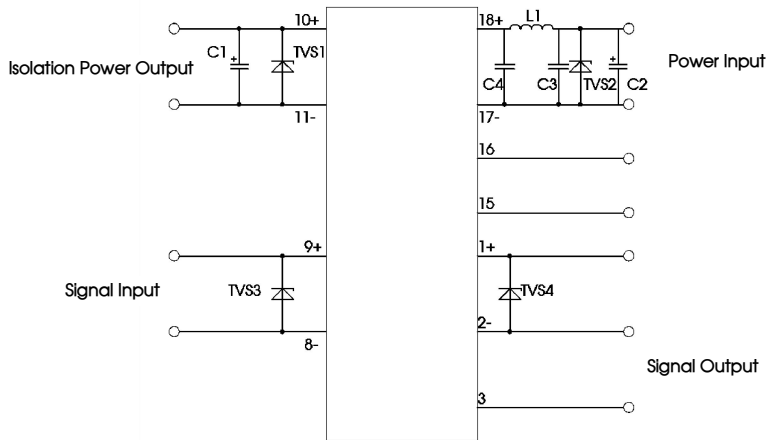 10+
18+
L1
C1
TVS1
Isolation Power Output
Power Input
C4
C3
TVS2
C2
11-
17-
16
15
9+
1+
Signal Input
TVS3
TVS4
8-
2-
Signal Output
3